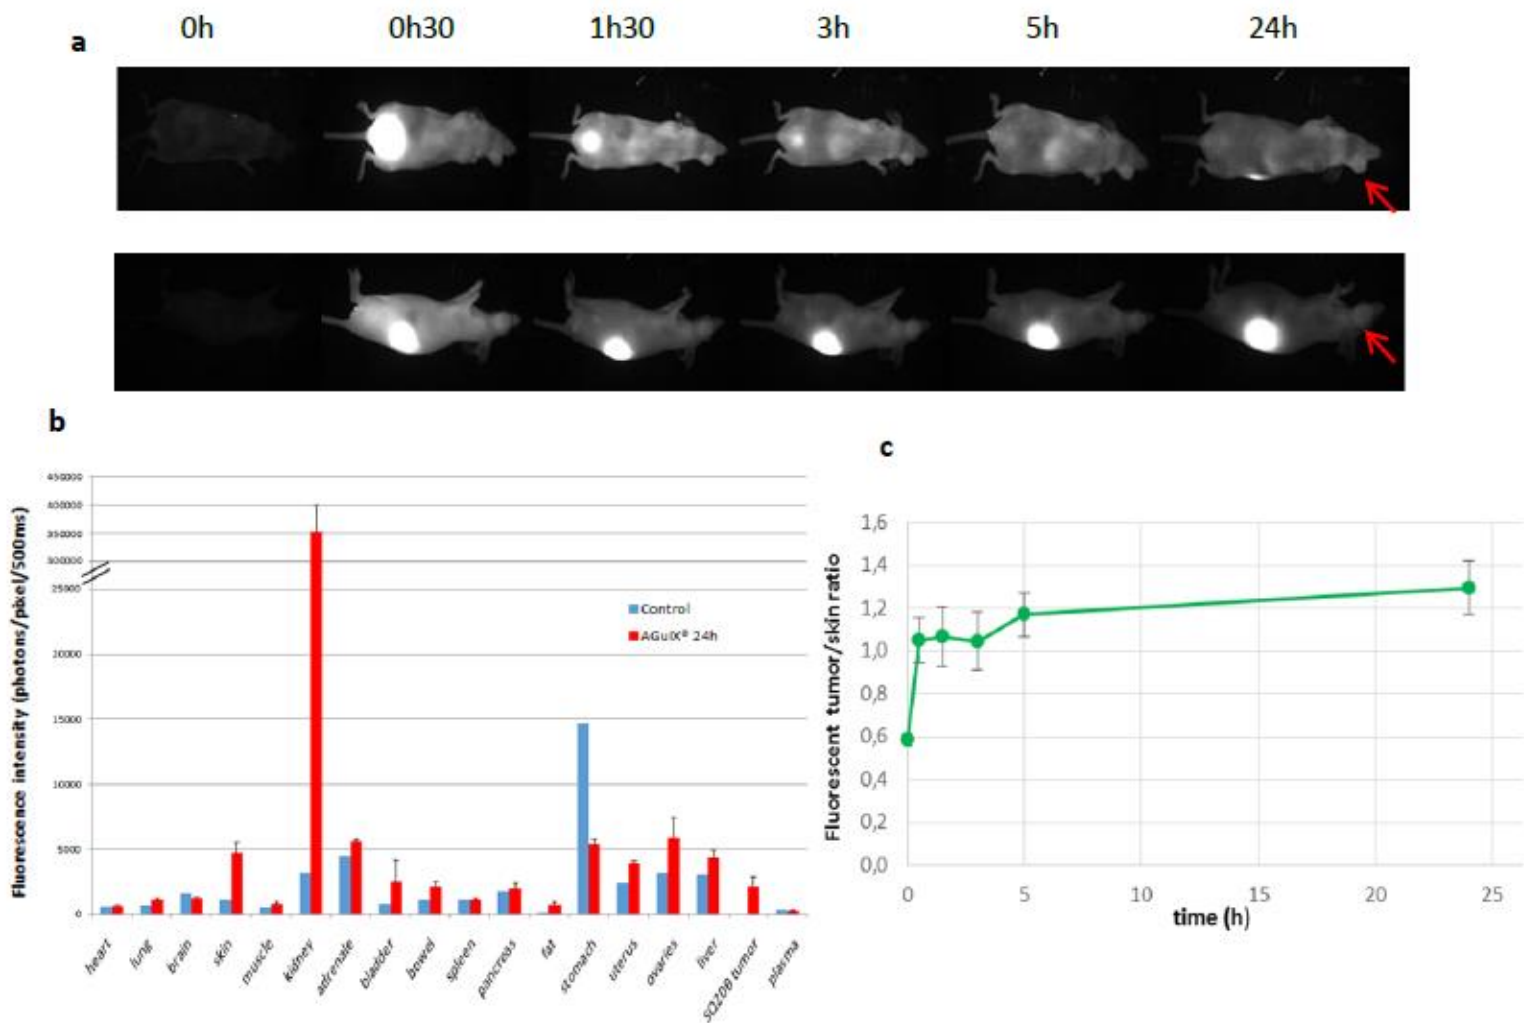 a
0h 0h30 1h30 3h 5h 24h
b
Fluorescence intensity (photons/pixel/500ms)
450000
400000
350000
300000
25000
20000
15000
10000
5000
0
Control
AGuIX® 24h
heart lung brain skin muscle kidney adrenale bladder bowel spleen pancreas fat stomach uterus ovaries liver SQ20B tumor plasma
c
Fluorescent tumor/skin ratio
1,6
1,4
1,2
1,0
0,8
0,6
0,4
0,2
0,0
0 5 10 15 20 25
time (h)